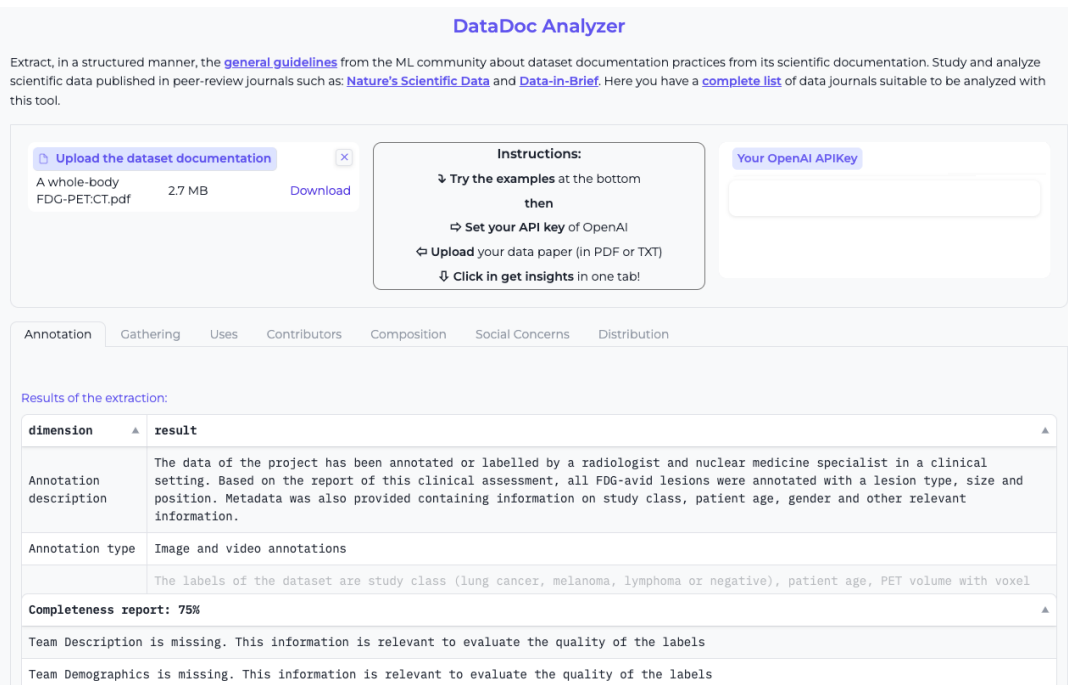 DataDoc Analyzer
Extract, in a structured manner, the general guidelines from the ML community about dataset documentation practices from its scientific documentation. Study and analyze
scientific data published in peer-review journals such as: Nature's Scientific Data and Data-in-Brief. Here you have a complete list of data journals suitable to be analyzed with
this tool.
Upload the dataset documentation
A whole-body
FDG-PET:CT.pdf
2.7 MB
Download
Instructions:
⤵ Try the examples at the bottom
then
⇨ Set your API key of OpenAI
⇦ Upload your data paper (in PDF or TXT)
⇩ Click in get insights in one tab!
Your OpenAI APIKey
Annotation Gathering Uses Contributors Composition Social Concerns Distribution
Results of the extraction:
dimension ▲ result ▲
Annotation
description
The data of the project has been annotated or labelled by a radiologist and nuclear medicine specialist in a clinical
setting. Based on the report of this clinical assessment, all FDG-avid lesions were annotated with a lesion type, size and
position. Metadata was also provided containing information on study class, patient age, gender and other relevant
information.
Annotation type Image and video annotations
The labels of the dataset are study class (lung cancer, melanoma, lymphoma or negative), patient age, PET volume with voxel
Completeness report: 75% ▲
Team Description is missing. This information is relevant to evaluate the quality of the labels
Team Demographics is missing. This information is relevant to evaluate the quality of the labels